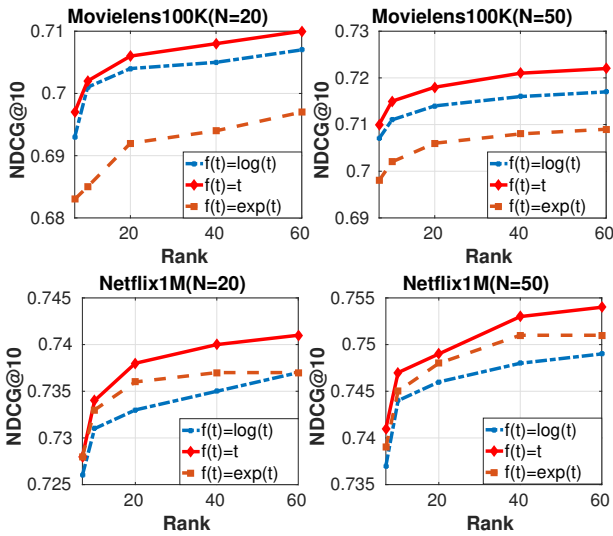 Movielens100K(N=20)
0.71
0.7
0.69
0.68
NDCG@10
f(t)=log(t)
f(t)=t
f(t)=exp(t)
20 40 60
Rank
Movielens100K(N=50)
0.73
0.72
0.71
0.7
0.69
NDCG@10
f(t)=log(t)
f(t)=t
f(t)=exp(t)
20 40 60
Rank
Netflix1M(N=20)
0.745
0.74
0.735
0.73
0.725
NDCG@10
f(t)=log(t)
f(t)=t
f(t)=exp(t)
20 40 60
Rank
Netflix1M(N=50)
0.755
0.75
0.745
0.74
0.735
NDCG@10
f(t)=log(t)
f(t)=t
f(t)=exp(t)
20 40 60
Rank